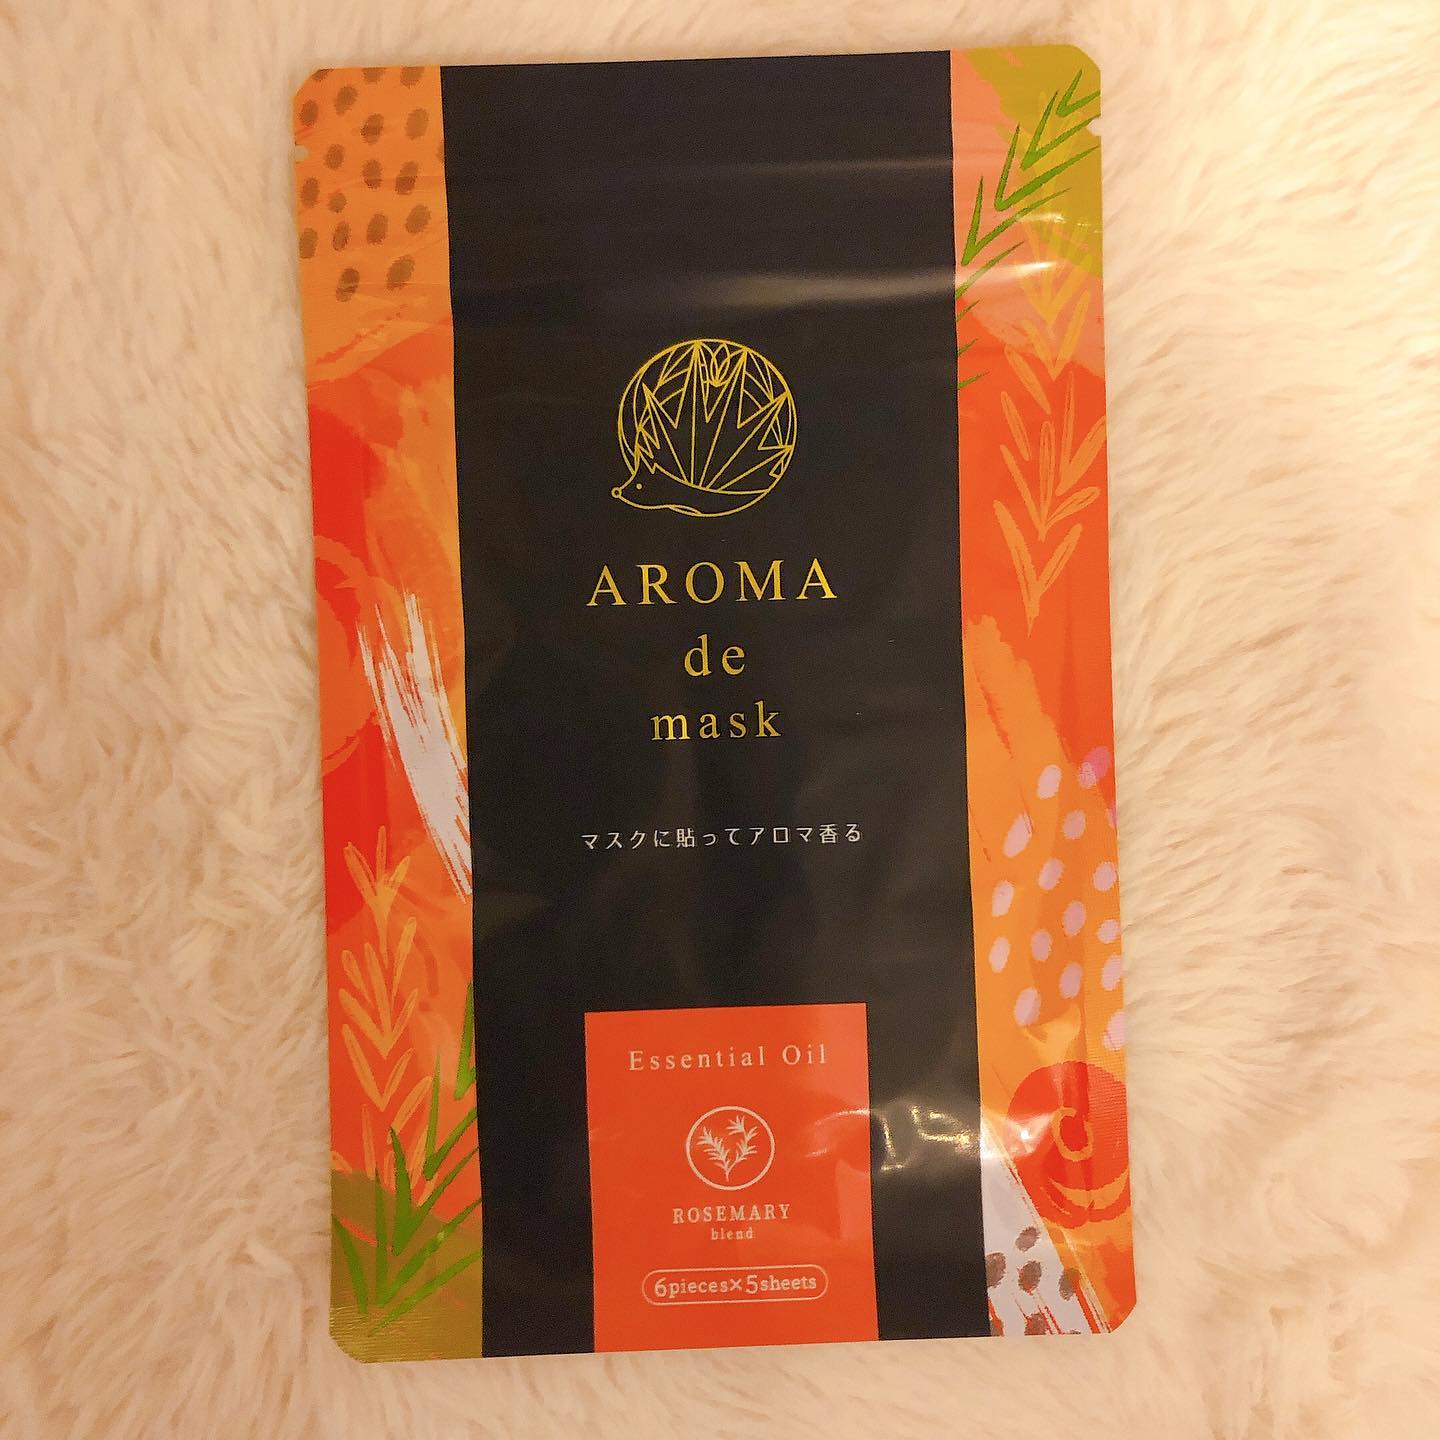 AROMA
de
mask
マスクに貼ってアロマ香る
Essential Oil
ROSEMARY
blend
6pieces×5sheets